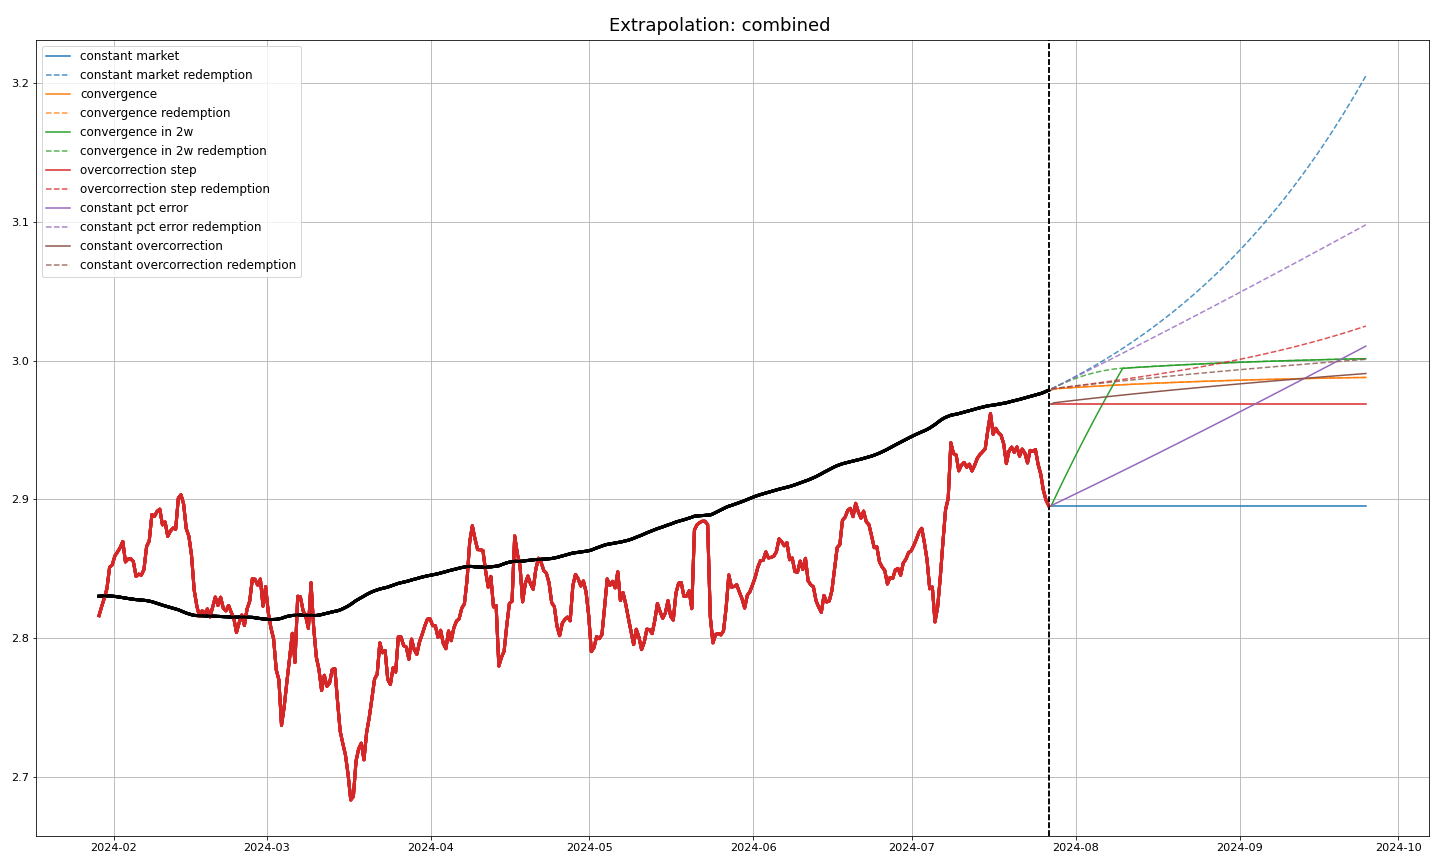 Extrapolation: combined
constant market
constant market redemption
convergence
convergence redemption
convergence in 2w
convergence in 2w redemption
overcorrection step
overcorrection step redemption
constant pct error
constant pct error redemption
constant overcorrection
constant overcorrection redemption
3.2
3.1
3.0
2.9
2.8
2.7
2024-02 2024-03 2024-04 2024-05 2024-06 2024-07 2024-08 2024-09 2024-10